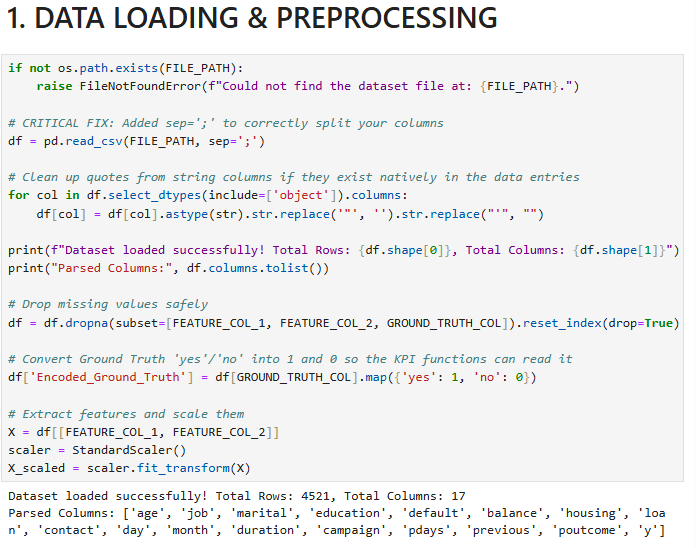 1. DATA LOADING & PREPROCESSING
if not os.path.exists(FILE_PATH):
    raise FileNotFoundError(f"Could not find the dataset file at: {FILE_PATH}.")

# CRITICAL FIX: Added sep=';' to correctly split your columns
df = pd.read_csv(FILE_PATH, sep=';')

# Clean up quotes from string columns if they exist natively in the data entries
for col in df.select_dtypes(include=['object']).columns:
    df[col] = df[col].astype(str).str.replace('"', '').str.replace("'", "")

print(f"Dataset loaded successfully! Total Rows: {df.shape[0]}, Total Columns: {df.shape[1]}")
print("Parsed Columns:", df.columns.tolist())

# Drop missing values safely
df = df.dropna(subset=[FEATURE_COL_1, FEATURE_COL_2, GROUND_TRUTH_COL]).reset_index(drop=True)

# Convert Ground Truth 'yes'/'no' into 1 and 0 so the KPI functions can read it
df['Encoded_Ground_Truth'] = df[GROUND_TRUTH_COL].map({'yes': 1, 'no': 0})

# Extract features and scale them
X = df[[FEATURE_COL_1, FEATURE_COL_2]]
scaler = StandardScaler()
X_scaled = scaler.fit_transform(X)

Dataset loaded successfully! Total Rows: 4521, Total Columns: 17
Parsed Columns: ['age', 'job', 'marital', 'education', 'default', 'balance', 'housing', 'loa
n', 'contact', 'day', 'month', 'duration', 'campaign', 'pdays', 'previous', 'poutcome', 'y']